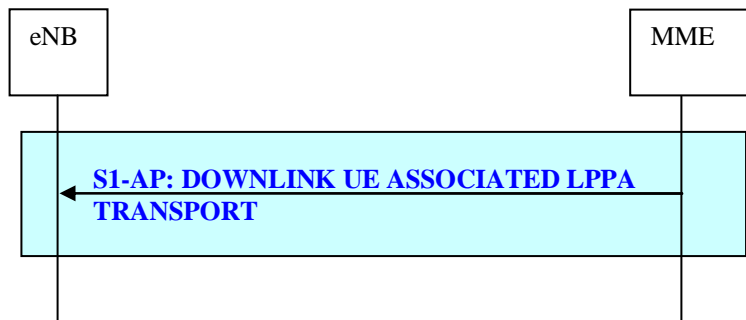 eNB
MME
S1-AP: DOWNLINK UE ASSOCIATED LPPA
TRANSPORT